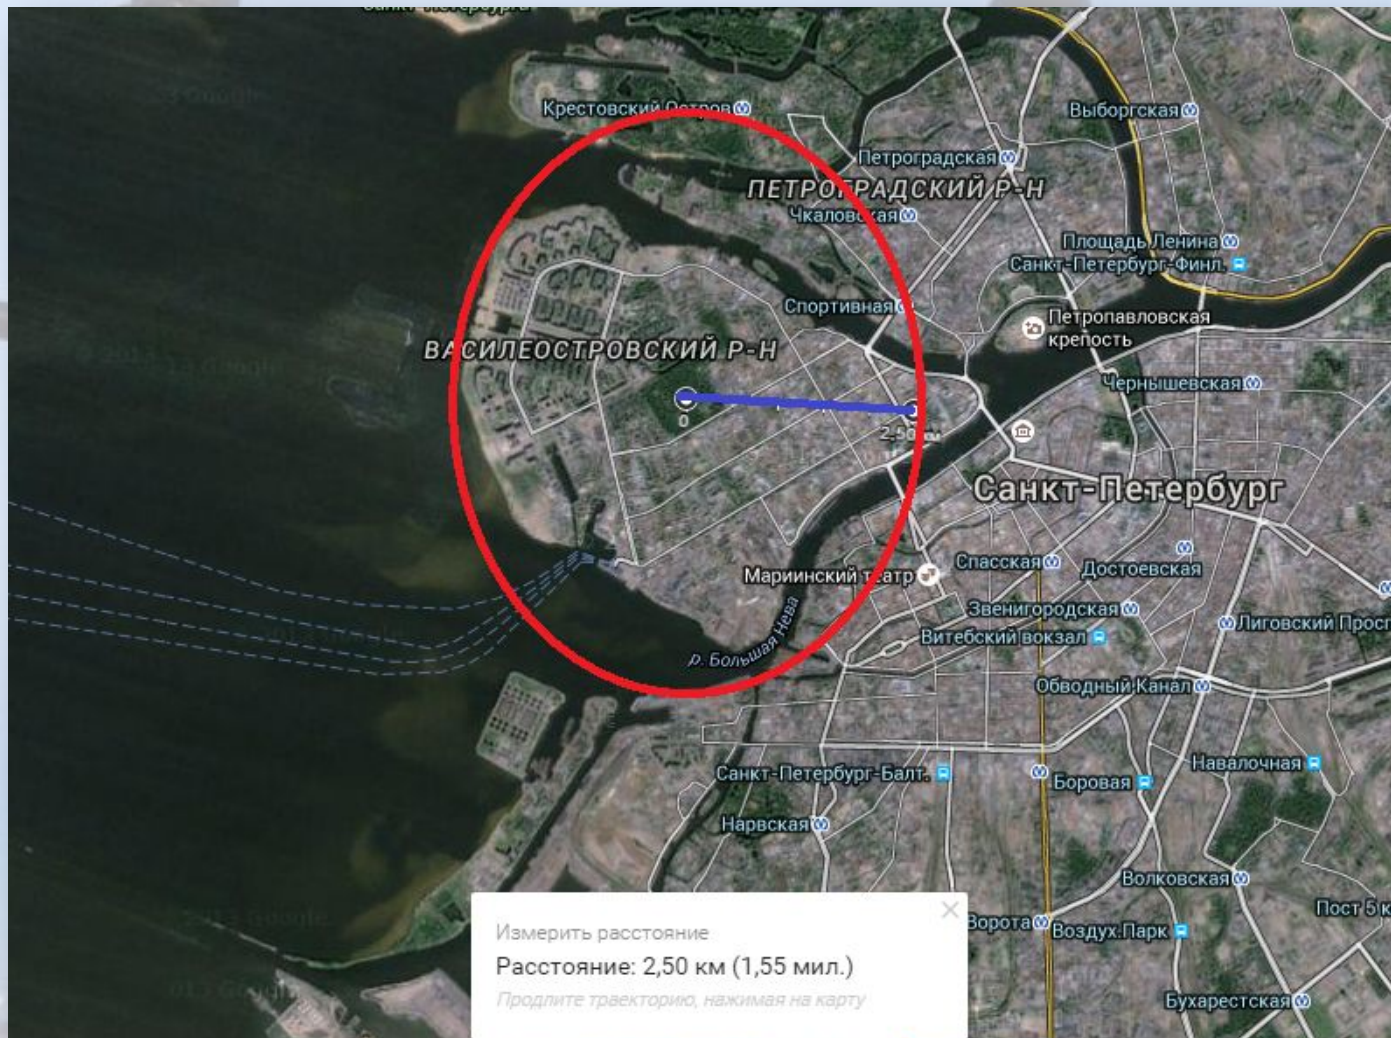 Крестовский Остров
Выборгская
Петроградская
ПЕТРОГРАДСКИЙ Р-Н
Чкаловская
Площадь Ленина
Санкт-Петербург-Финл.
Спортивная
Петропавловская
крепость
ВАСИЛЕОСТРОВСКИЙ Р-Н
Чернышевская
0
Санкт-Петербург
Спасская
Достоевская
Мариинский театр
Звенигородская
Лиговский Просп
Витебский вокзал
р. Большая Нева
Обводный Канал
Навалочная
Санкт-Петербург-Балт.
Боровая
Нарвская
Волковская
Пост 5 к
Ворота
Воздух.Парк
Бухарестская
Измерить расстояние
Расстояние: 2,50 км (1,55 мил.)
Продлите траекторию, нажимая на карту